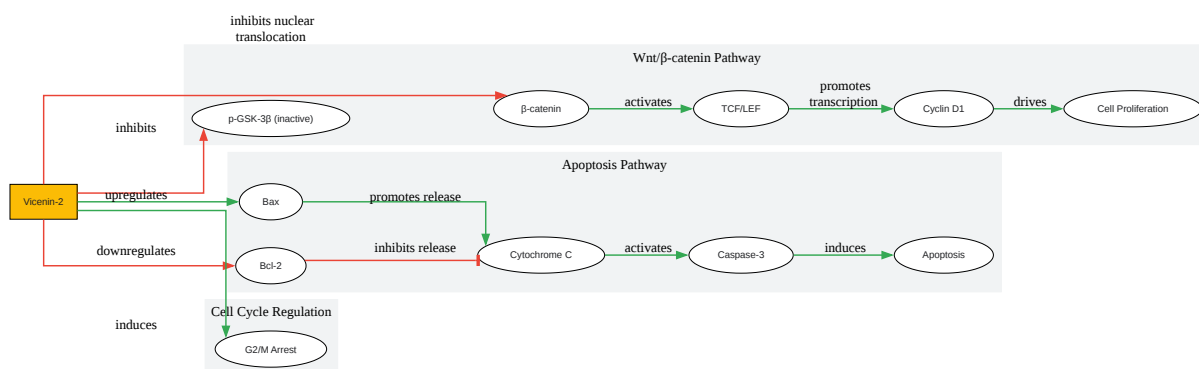 inhibits nuclear
translocation
Wnt/β-catenin Pathway
β-catenin
activates
TCF/LEF
promotes
transcription
Cyclin D1
drives
Cell Proliferation
p-GSK-3β (inactive)
inhibits
Apoptosis Pathway
Vicenin-2
upregulates
Bax
promotes release
downregulates
Bcl-2
inhibits release
Cytochrome C
activates
Caspase-3
induces
Apoptosis
Cell Cycle Regulation
induces
G2/M Arrest